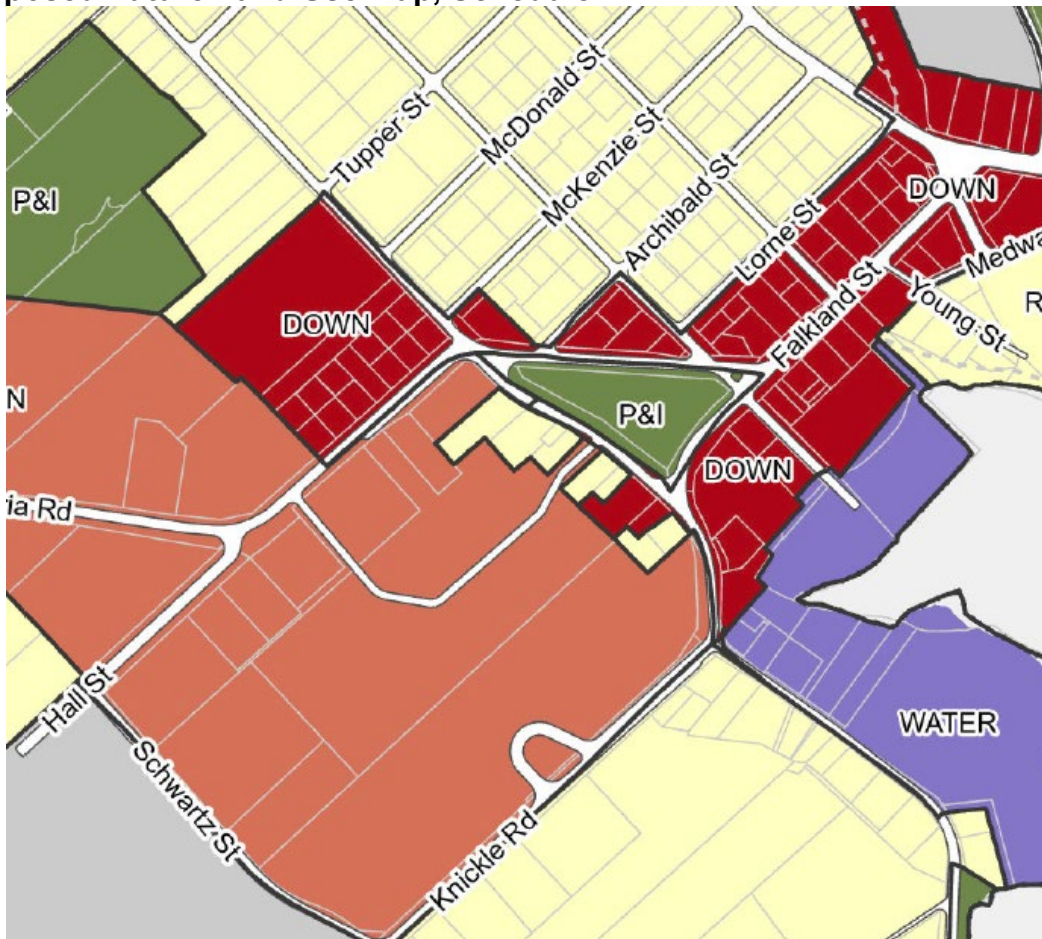 Tupper St
McDonald St
McKenzie St
Archibald St
Lorne St
DOWN
Medwa
P&I
DOWN
Falkland St
Young St
R
N
P&I
DOWN
ria Rd
Hall St
Schwartz St
WATER
Knickle Rd